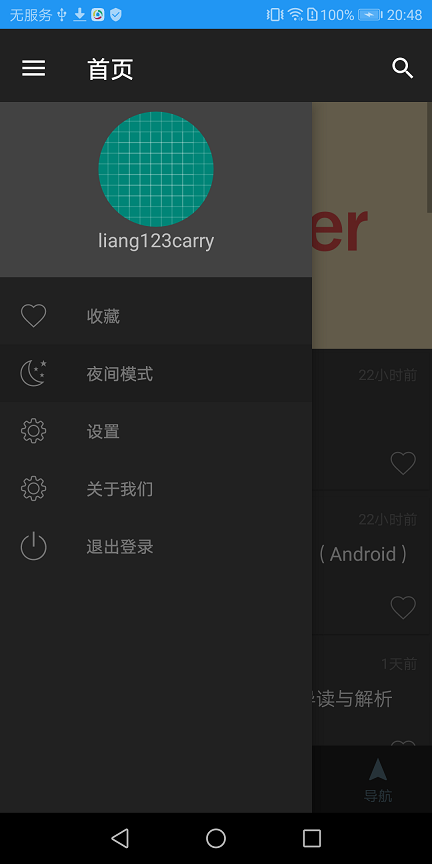 无服务 100% 20:48
首页
er
liang123carry
收藏
22小时前
夜间模式
设置
关于我们
22小时前
退出登录
（Android）
1天前
读与解析
导航